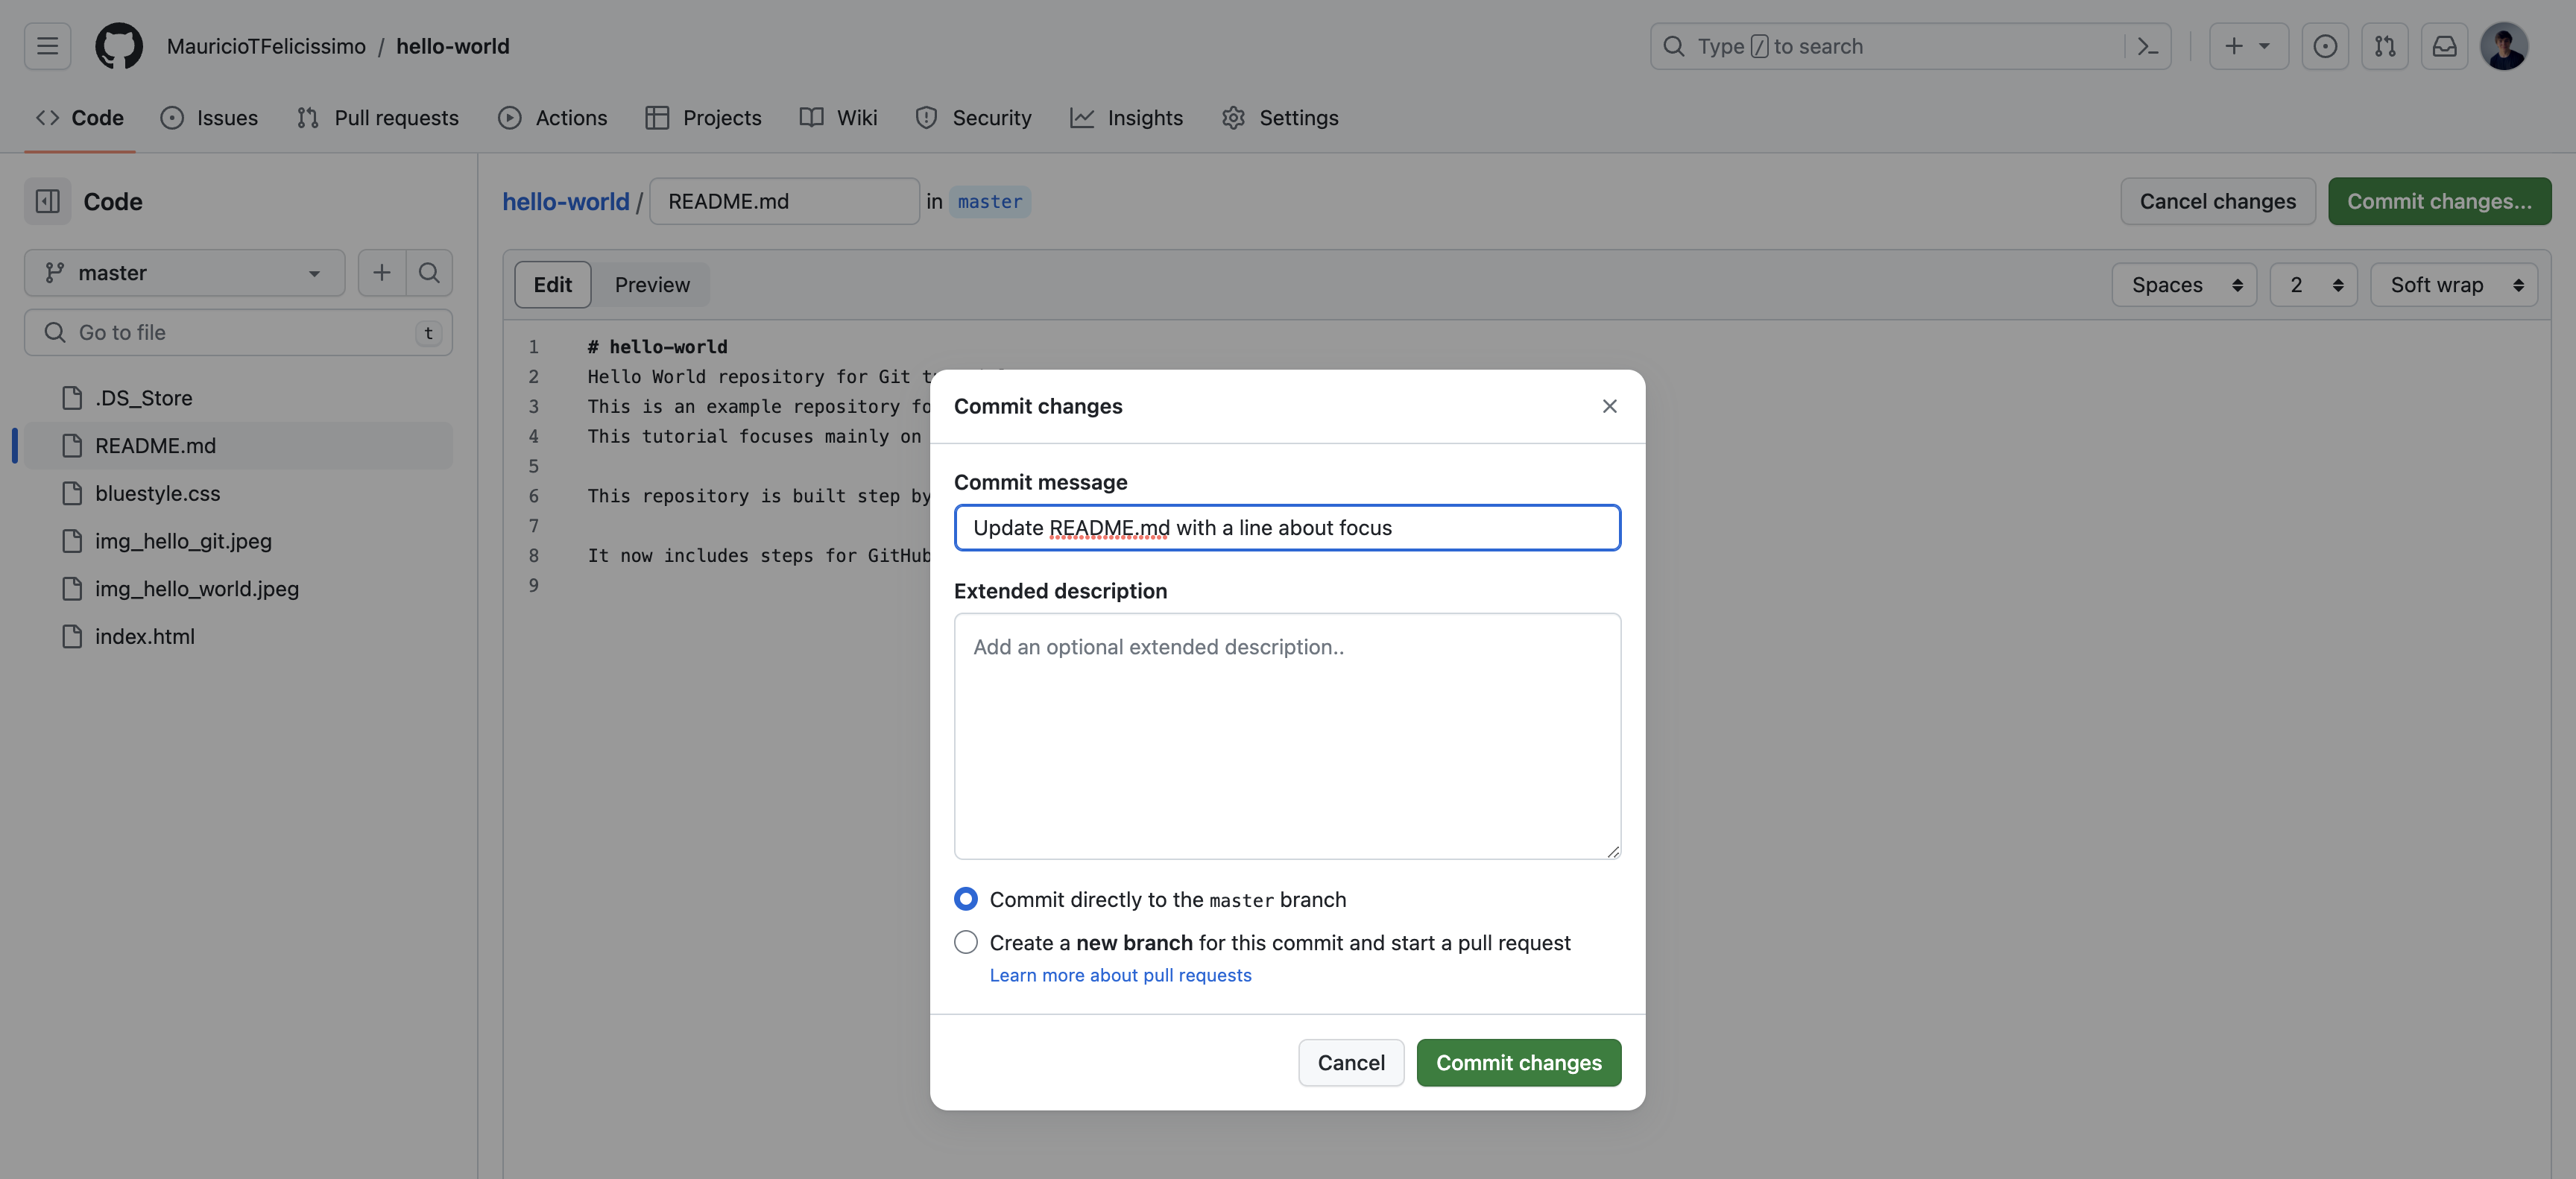 MauricioTFelicissimo / hello-world
Type / to search
Code
Issues
Pull requests
Actions
Projects
Wiki
Security
Insights
Settings
Code
master
Go to file
t
.DS_Store
README.md
bluestyle.css
img_hello_git.jpeg
img_hello_world.jpeg
index.html
hello-world / README.md in master
Cancel changes
Commit changes...
Edit
Preview
Spaces
2
Soft wrap
1 # hello-world
2 Hello World repository for Git
3 This is an example repository
4 This tutorial focuses mainly on
5
6 This repository is built step by
7
8 It now includes steps for GitHub
9
Commit changes
Commit message
Update README.md with a line about focus
Extended description
Add an optional extended description..
Commit directly to the master branch
Create a new branch for this commit and start a pull request
Learn more about pull requests
Cancel
Commit changes